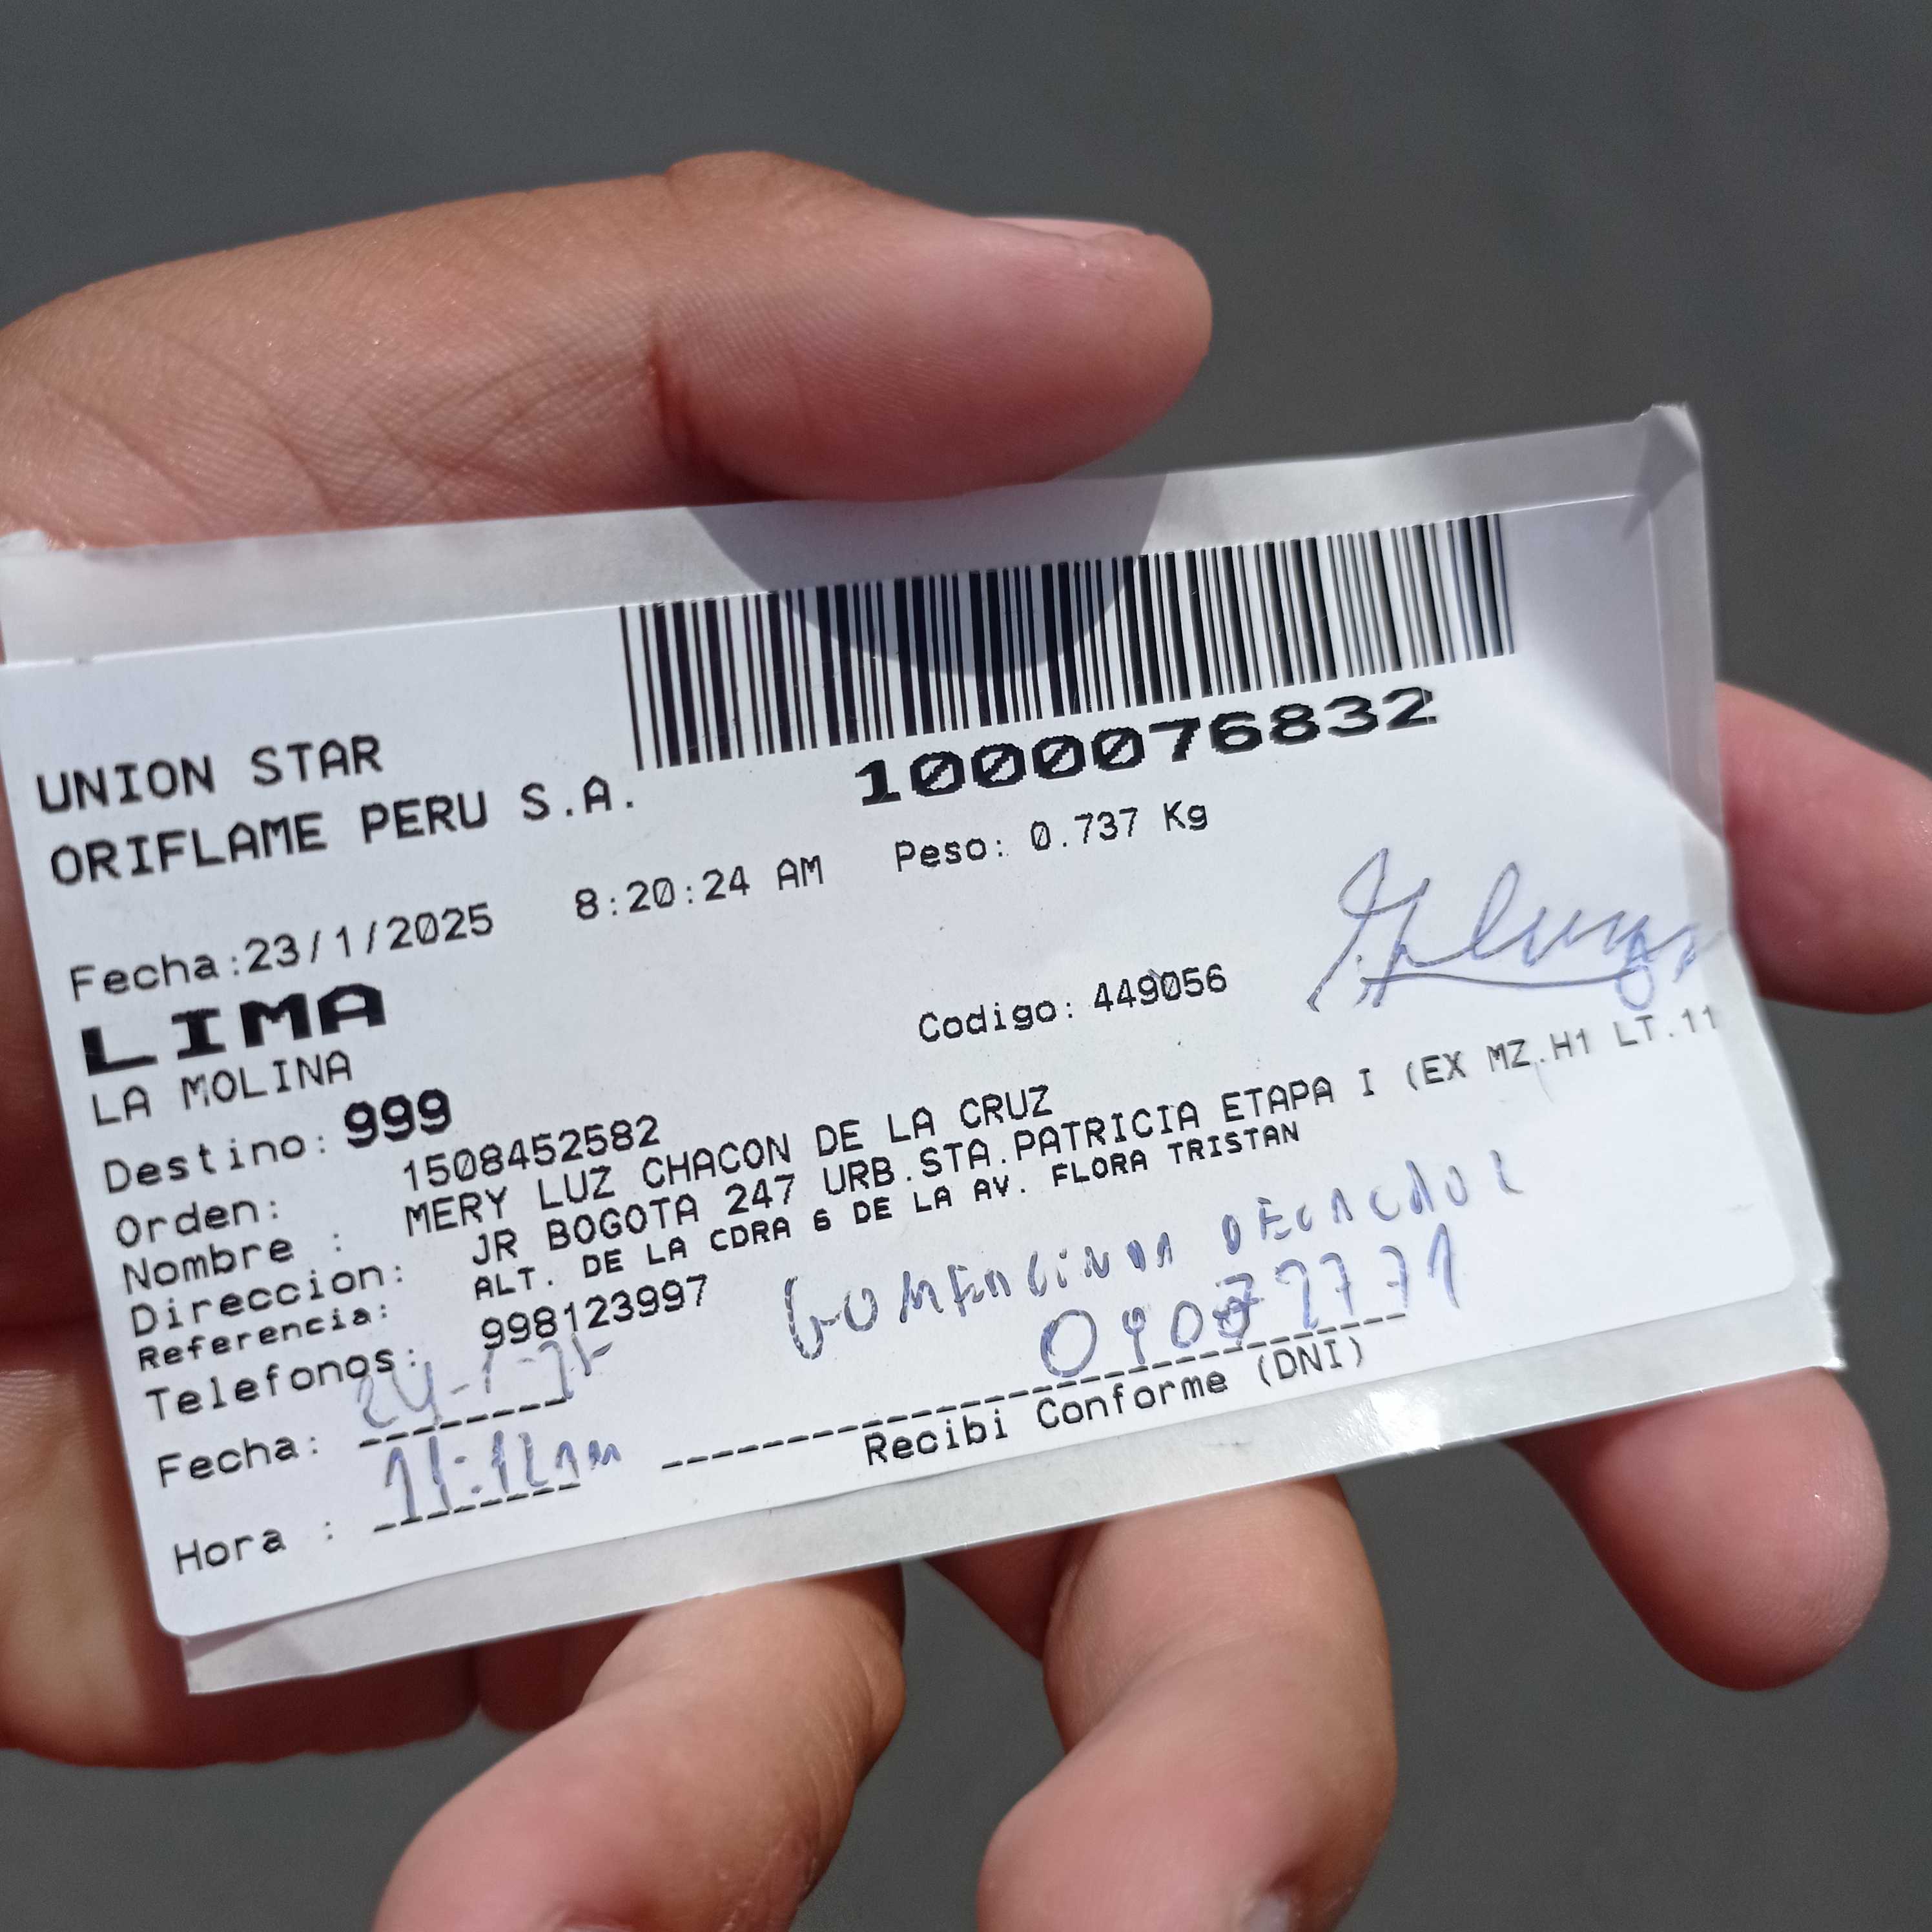 1000076832
UNION STAR
ORIFLAME PERU S.A.
Fecha:23/1/2025 8:20:24 AM Peso: 0.737 Kg
LIMA
LA MOLINA
Codigo: 449056
Destino: 999
Orden: 1508452582
Nombre : MERY LUZ CHACON DE LA CRUZ
Direccion: JR BOGOTA 247 URB.STA.PATRICIA ETAPA I (EX MZ.H1 LT.11
Referencia: ALT. DE LA CDRA 6 DE LA AV. FLORA TRISTAN
Telefonos: 998123997
Fecha:
Hora : 11:12am
Recibi Conforme (DNI)